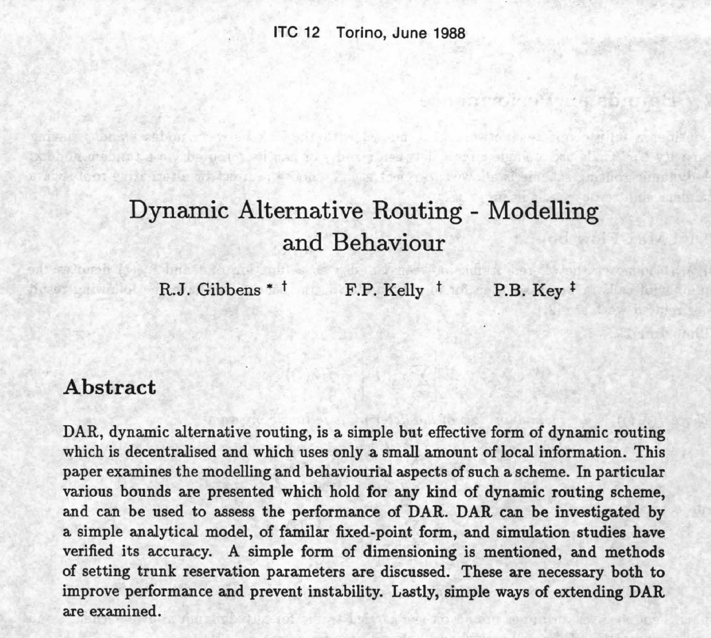 ITC 12 Torino, June 1988
Dynamic Alternative Routing - Modelling
and Behaviour
R.J. Gibbens * † F.P. Kelly † P.B. Key ‡
Abstract
DAR, dynamic alternative routing, is a simple but effective form of dynamic routing
which is decentralised and which uses only a small amount of local information. This
paper examines the modelling and behaviourial aspects of such a scheme. In particular
various bounds are presented which hold for any kind of dynamic routing scheme,
and can be used to assess the performance of DAR. DAR can be investigated by
a simple analytical model, of familar fixed-point form, and simulation studies have
verified its accuracy. A simple form of dimensioning is mentioned, and methods
of setting trunk reservation parameters are discussed. These are necessary both to
improve performance and prevent instability. Lastly, simple ways of extending DAR
are examined.